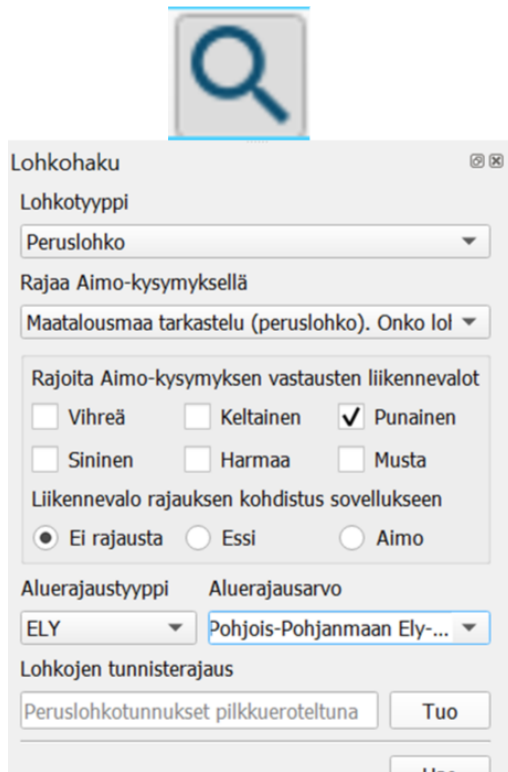 Lohkohaku
Lohkotyyppi
Peruslohko
Rajaa Aimo-kysymyksellä
Maatalousmaa tarkastelu (peruslohko). Onko lol
Rajoita Aimo-kysymyksen vastausten liikennevalot
Vihreä Keltainen Punainen
Sininen Harmaa Musta
Liikennevalo rajauksen kohdistus sovellukseen
Ei rajausta Essi Aimo
Aluerajaustyyppi Aluerajausarvo
ELY Pohjois-Pohjanmaan Ely-...
Lohkojen tunnisterajaus
Peruslohkotunnukset pilkkueroteltuna Tuo